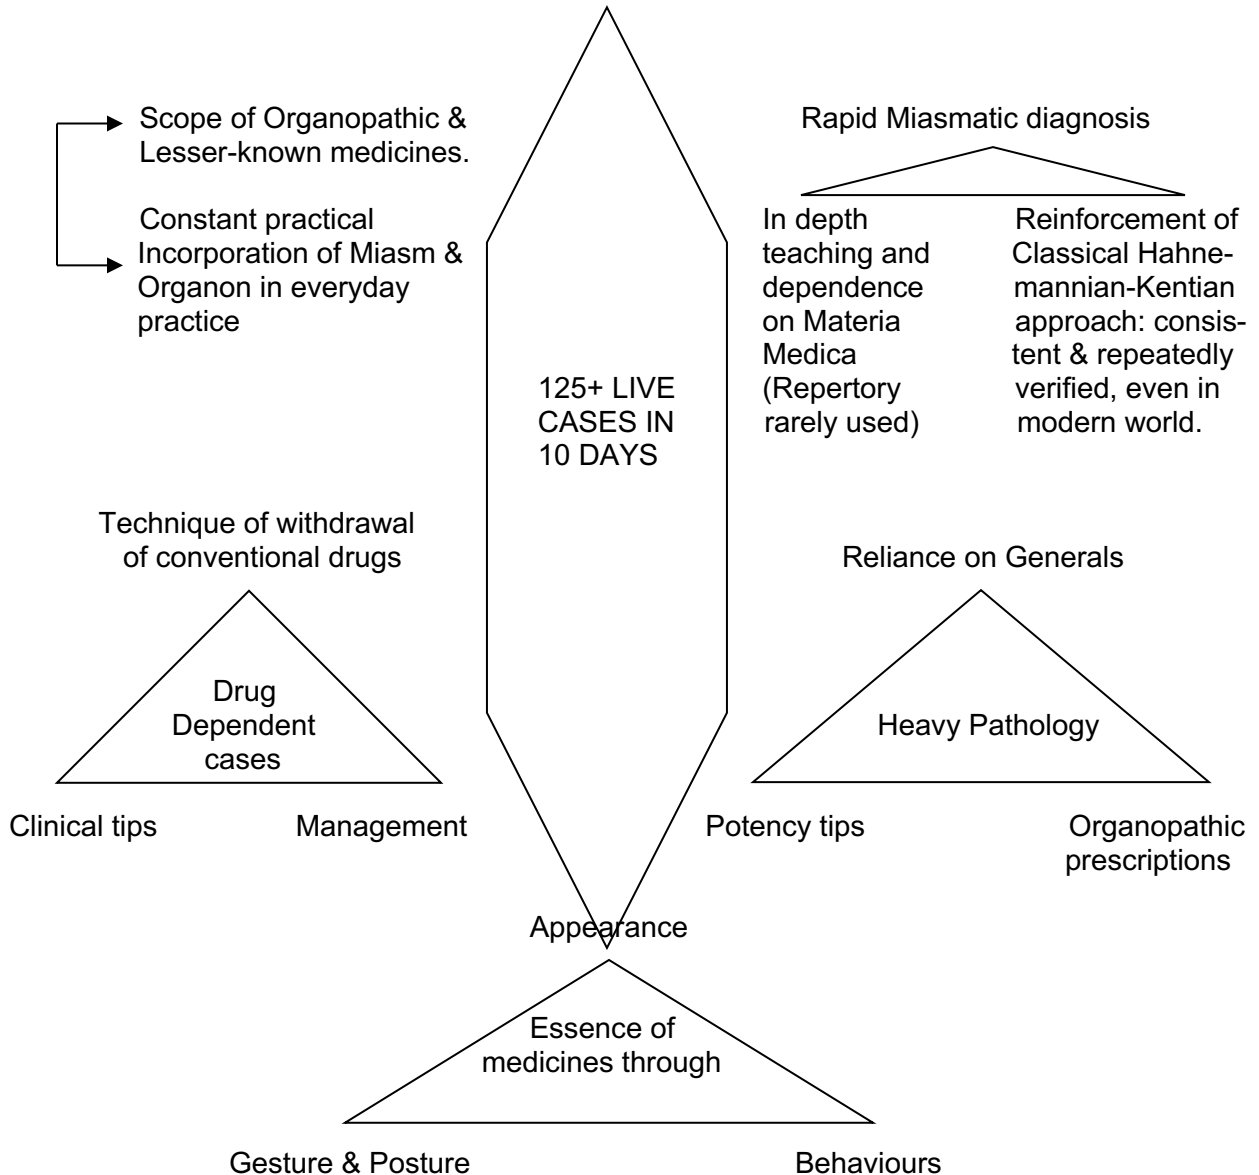 Scope of Organopathic &
Lesser-known medicines.
Constant practical
Incorporation of Miasm &
Organon in everyday
practice
Rapid Miasmatic diagnosis
In depth
teaching and
dependence
on Materia
Medica
(Repertory
rarely used)
Reinforcement of
Classical Hahne-
mannian-Kentian
approach: consis-
tent & repeatedly
verified, even in
modern world.
125+ LIVE
CASES IN
10 DAYS
Technique of withdrawal
of conventional drugs
Drug
Dependent
cases
Clinical tips
Management
Reliance on Generals
Heavy Pathology
Potency tips
Organopathic
prescriptions
Appearance
Essence of
medicines through
Gesture & Posture
Behaviours